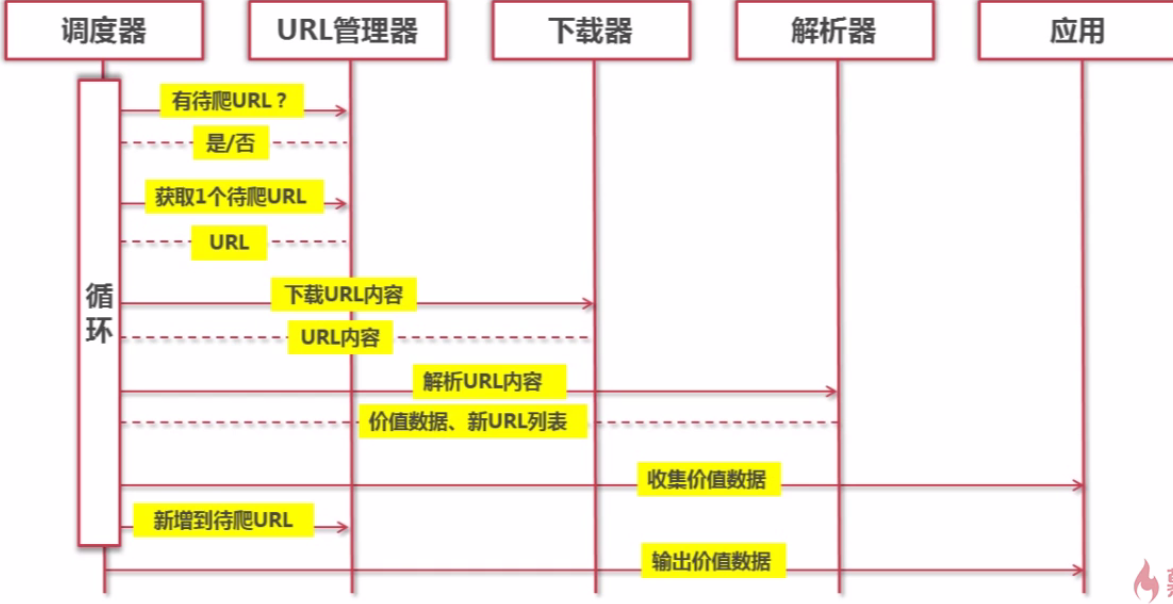 调度器
URL管理器
下载器
解析器
应用
循环
有待爬URL？
是/否
获取1个待爬URL
URL
下载URL内容
URL内容
解析URL内容
价值数据、新URL列表
收集价值数据
新增到待爬URL
输出价值数据